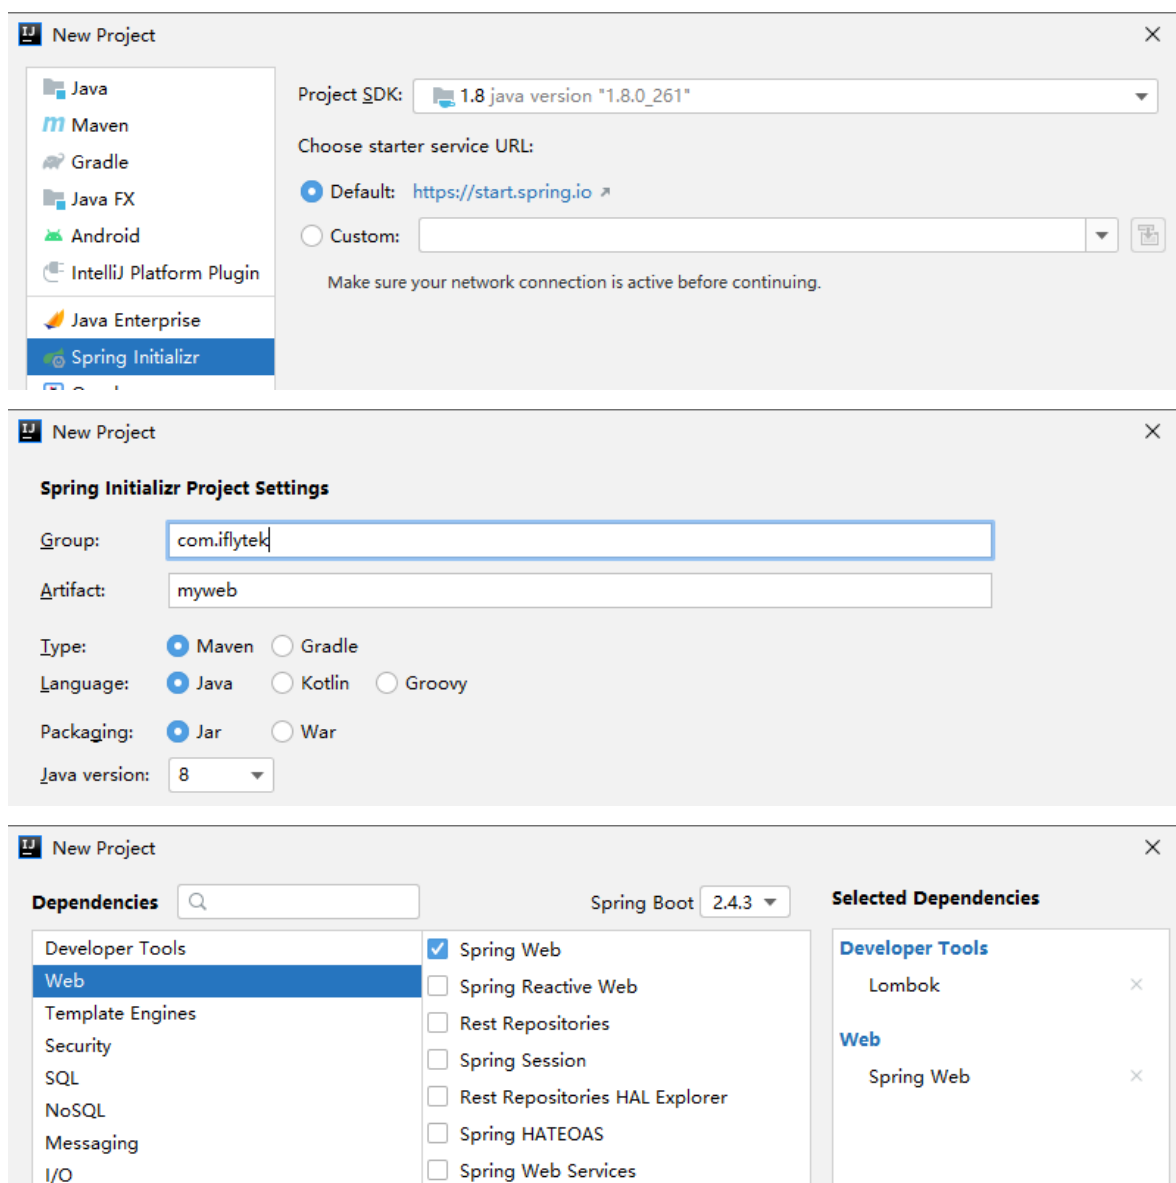 New Project
Java
Maven
Gradle
Java FX
Android
IntelliJ Platform Plugin
Java Enterprise
Spring Initializr
Project SDK: 1.8 java version "1.8.0_261"
Choose starter service URL:
Default: https://start.spring.io
Custom:
Make sure your network connection is active before continuing.
New Project
Spring Initializr Project Settings
Group: com.iflytek
Artifact: myweb
Type: Maven Gradle
Language: Java Kotlin Groovy
Packaging: Jar War
Java version: 8
New Project
Dependencies
Spring Boot 2.4.3
Selected Dependencies
Developer Tools
Web
Template Engines
Security
SQL
NoSQL
Messaging
I/O
Spring Web
Spring Reactive Web
Rest Repositories
Spring Session
Rest Repositories HAL Explorer
Spring HATEOAS
Spring Web Services
Developer Tools
Lombok
Web
Spring Web